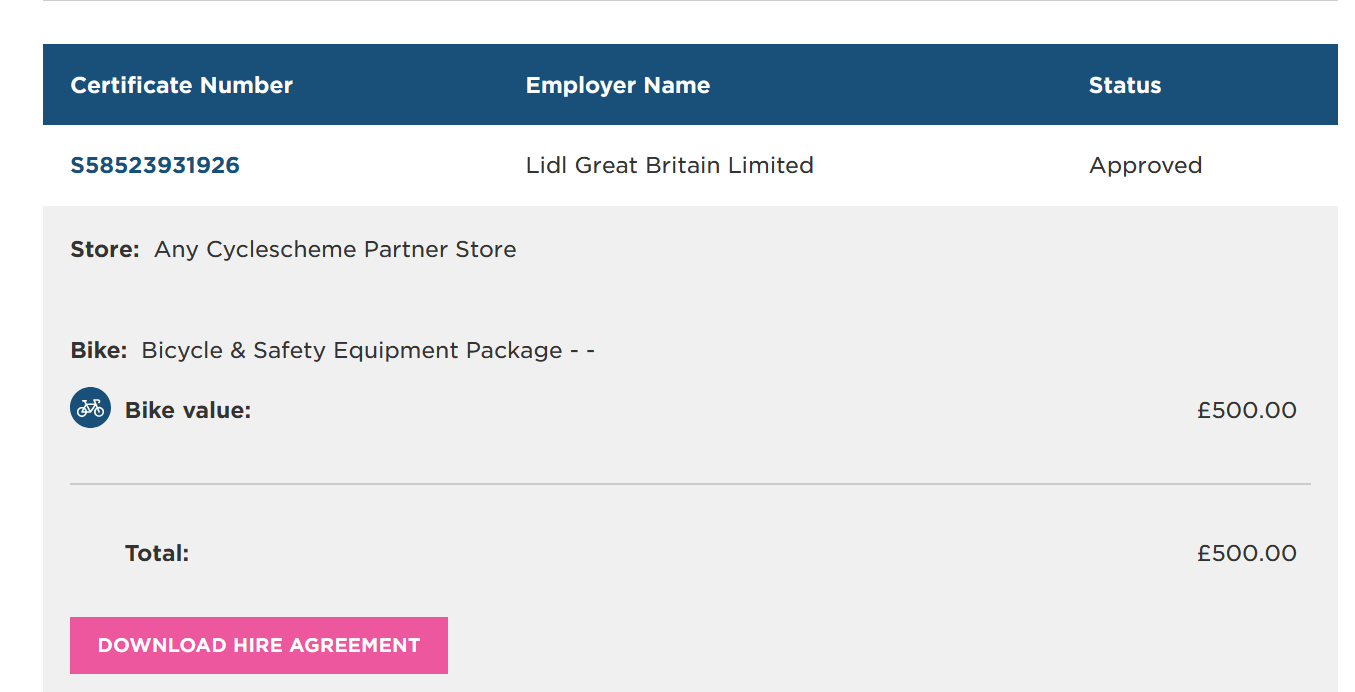 Certificate Number Employer Name Status
S58523931926 Lidl Great Britain Limited Approved
Store: Any Cyclescheme Partner Store
Bike: Bicycle & Safety Equipment Package - -
Bike value: £500.00
Total: £500.00
DOWNLOAD HIRE AGREEMENT